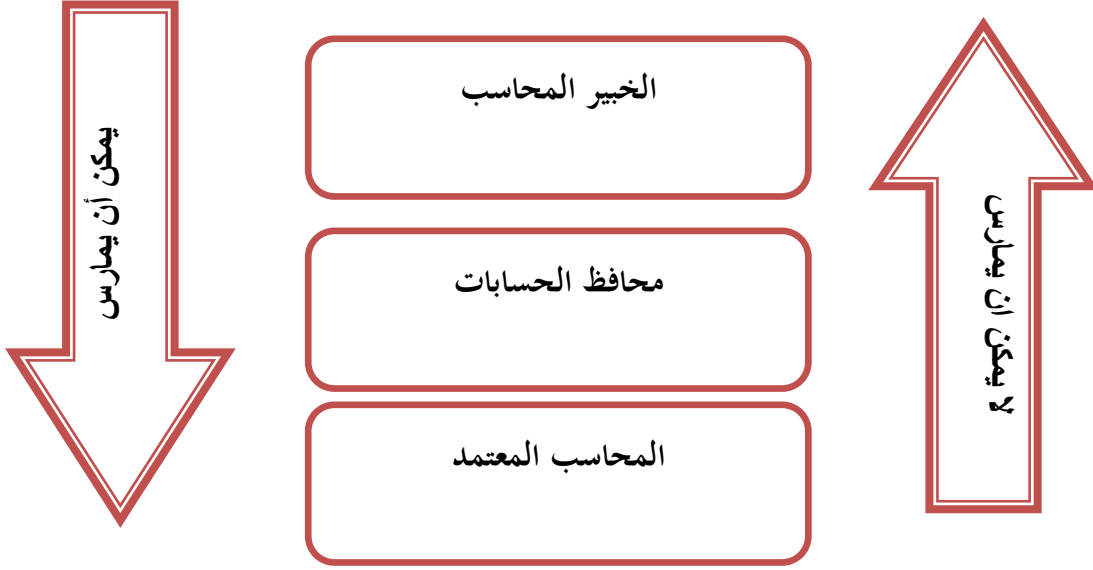 الخبير المحاسب
محافظ الحسابات
المحاسب المعتمد
لا يمكن ان يمارس
يمكن أن يمارس